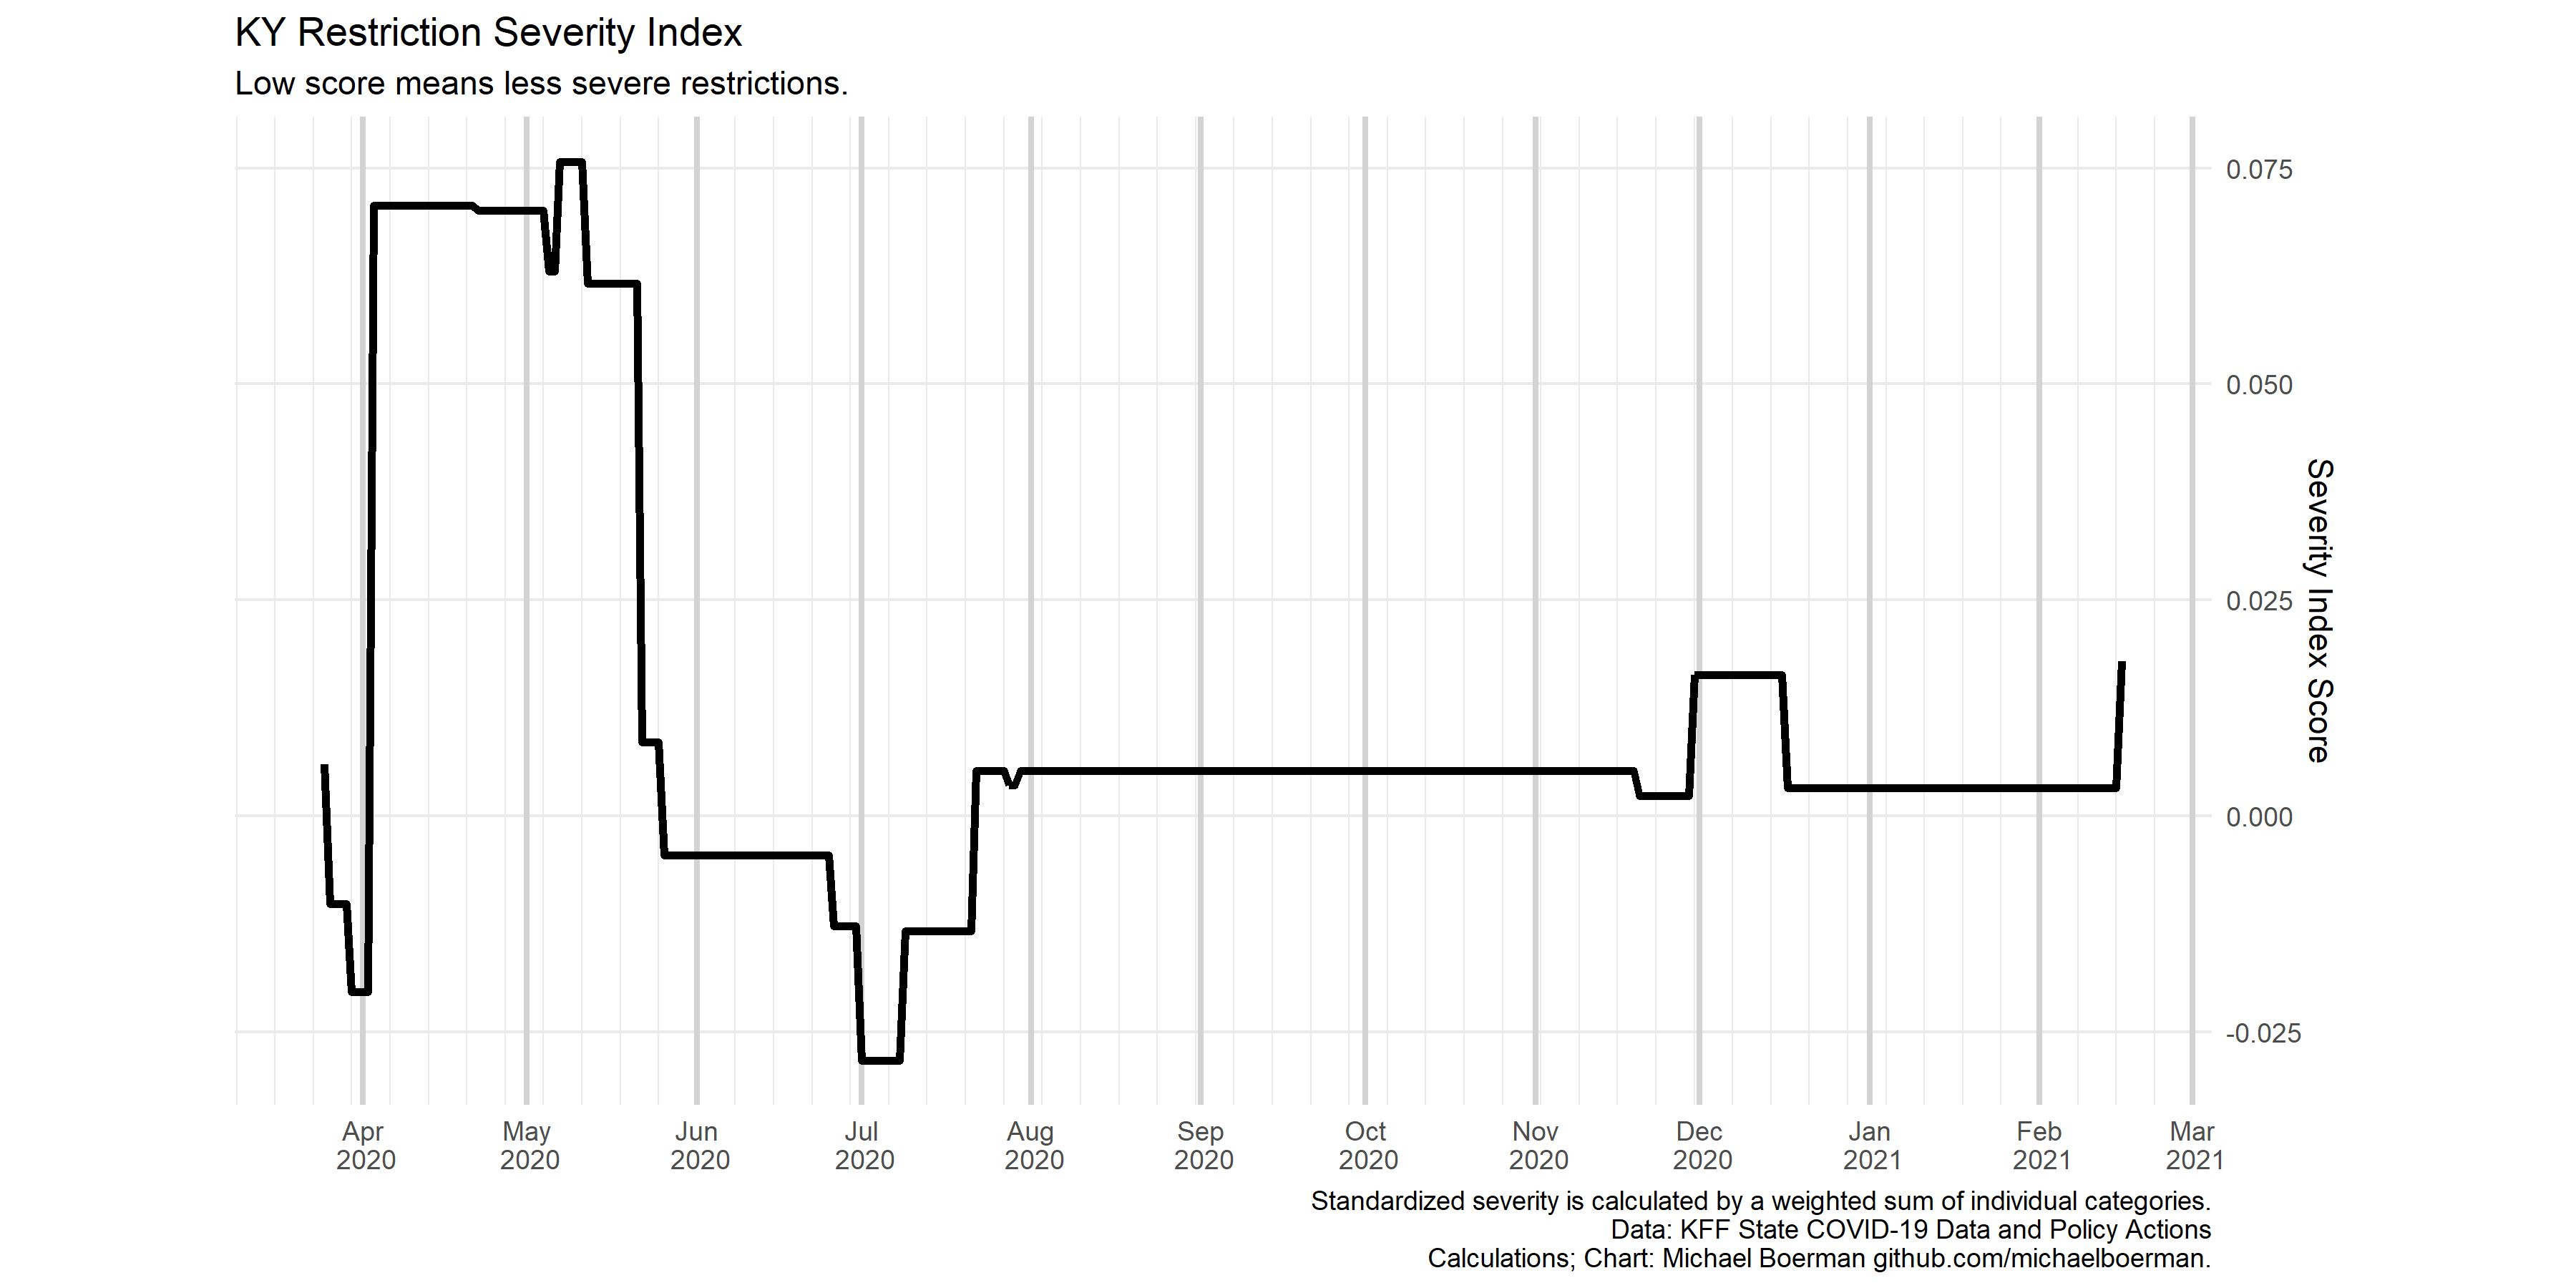 KY Restriction Severity Index
Low score means less severe restrictions.
0.075
0.050
0.025
0.000
-0.025
Severity Index Score
Apr
2020
May
2020
Jun
2020
Jul
2020
Aug
2020
Sep
2020
Oct
2020
Nov
2020
Dec
2020
Jan
2021
Feb
2021
Mar
2021
Standardized severity is calculated by a weighted sum of individual categories.
Data: KFF State COVID-19 Data and Policy Actions
Calculations; Chart: Michael Boerman github.com/michaelboerman.